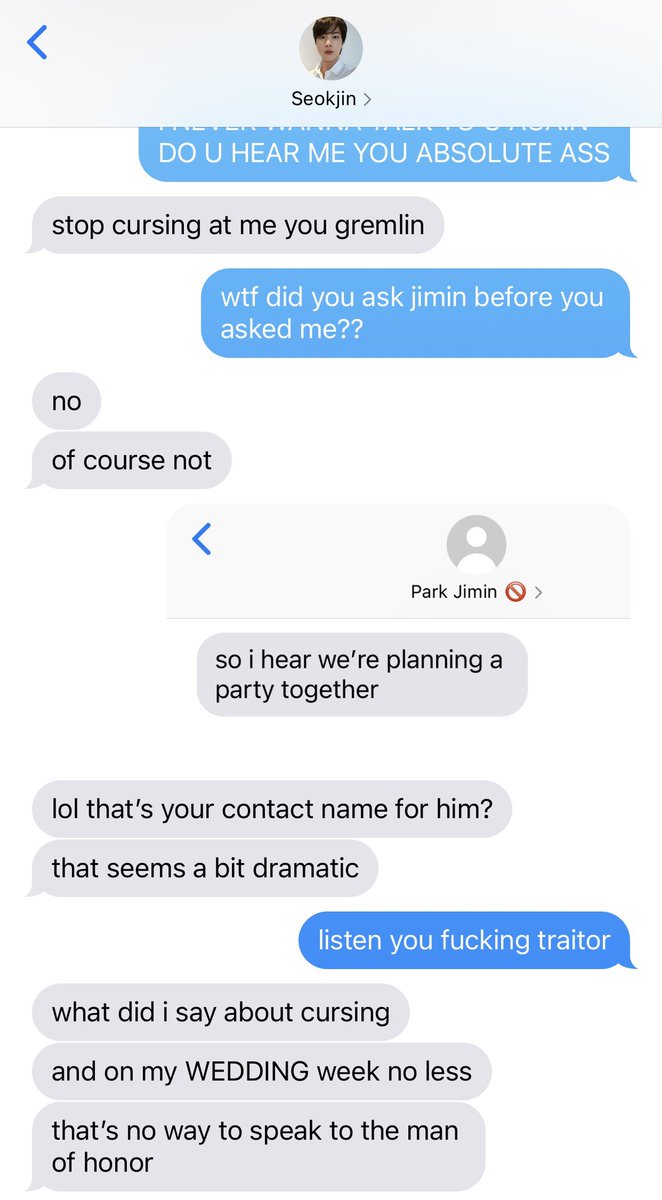 Seokjin
DO U HEAR ME YOU ABSOLUTE ASS
stop cursing at me you gremlin
wtf did you ask jimin before you
asked me??
no
of course not
Park Jimin 🚫
so i hear we're planning a
party together
lol that's your contact name for him?
that seems a bit dramatic
listen you fucking traitor
what did i say about cursing
and on my WEDDING week no less
that's no way to speak to the man
of honor